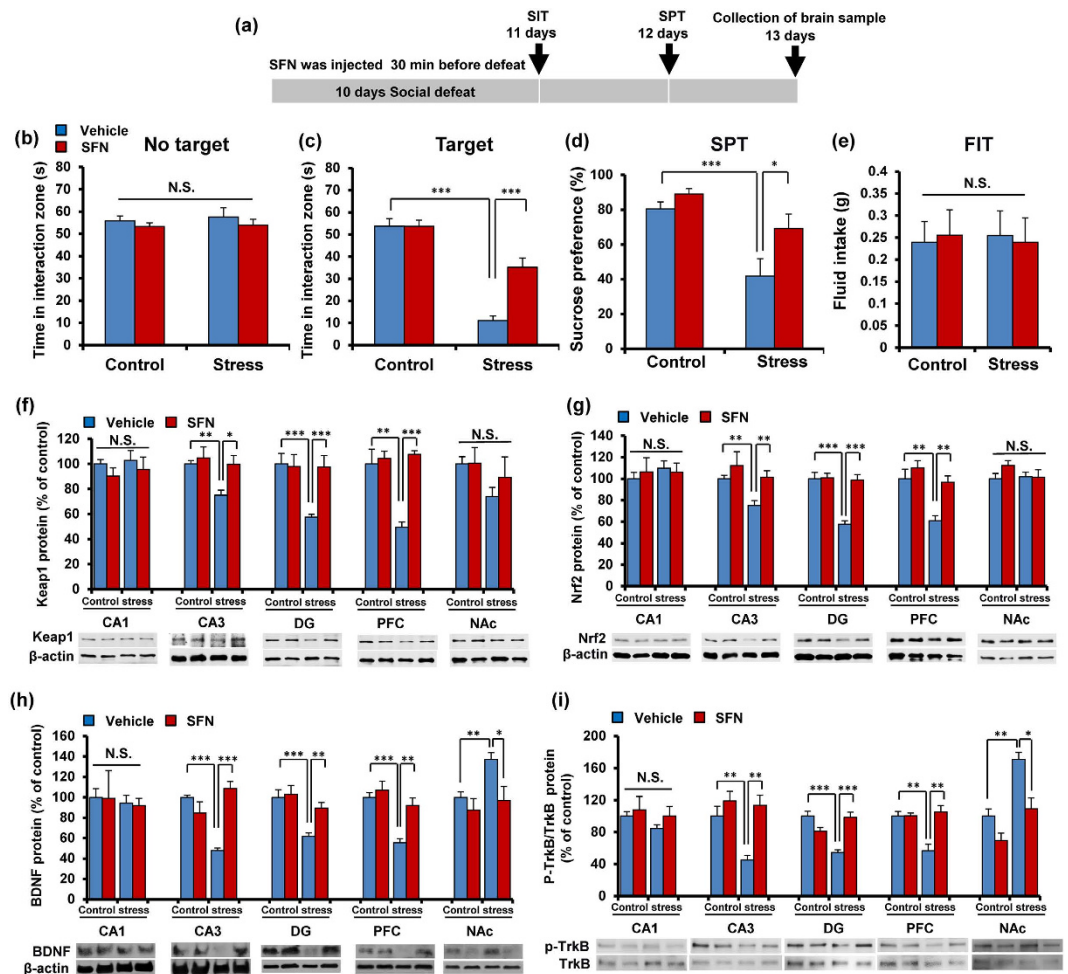 (a)
SIT
11 days
SPT
12 days
Collection of brain sample
13 days
SFN was injected 30 min before defeat
10 days Social defeat
(b)
Vehicle
SFN
No target
Time in interaction zone (s)
80
70
60
50
40
30
20
10
0
N.S.
Control
Stress
(c)
Target
Time in interaction zone (s)
80
70
60
50
40
30
20
10
0
***
***
Control
Stress
(d)
SPT
Sucrose preference (%)
100
80
60
40
20
0
***
*
Control
Stress
(e)
FIT
Fluid intake (g)
0.4
0.35
0.3
0.25
0.2
0.15
0.1
0.05
0
N.S.
Control
Stress
(f)
Vehicle
SFN
Keap1 protein (% of control)
120
100
80
60
40
20
0
N.S.
** *
*** ***
** ***
N.S.
Control stress Control stress Control stress Control stress Control stress
CA1 CA3 DG PFC NAc
Keap1
β-actin
(g)
Vehicle
SFN
Nrf2 protein (% of control)
140
120
100
80
60
40
20
0
N.S.
** **
*** ***
** **
N.S.
Control stress Control stress Control stress Control stress Control stress
CA1 CA3 DG PFC NAc
Nrf2
β-actin
(h)
Vehicle
SFN
BDNF protein (% of control)
160
140
120
100
80
60
40
20
0
N.S.
*** ***
*** **
*** **
** *
Control stress Control stress Control stress Control stress Control stress
CA1 CA3 DG PFC NAc
BDNF
β-actin
(i)
Vehicle
SFN
P-TrkB/TrkB protein
(% of control)
200
160
120
80
40
0
N.S.
** **
*** ***
** **
** *
Control stress Control stress Control stress Control stress Control stress
CA1 CA3 DG PFC NAc
p-TrkB
TrkB